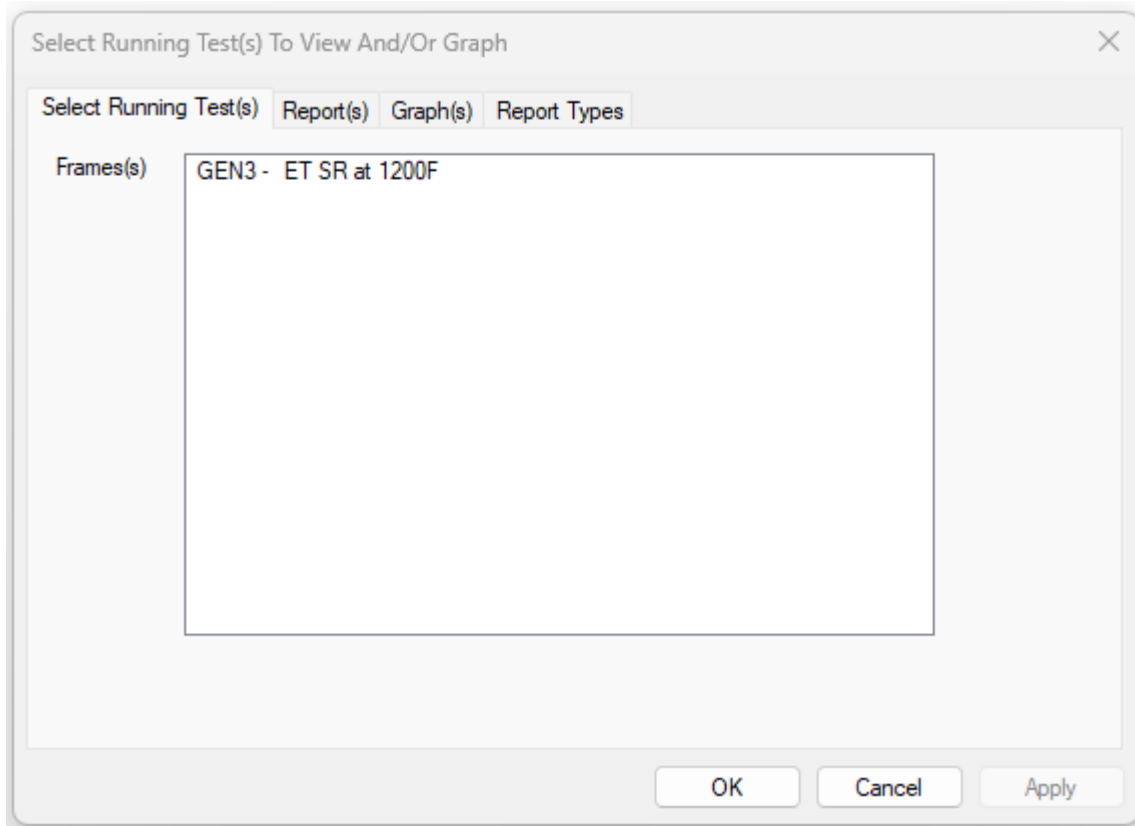 Select Running Test(s) To View And/Or Graph
Select Running Test(s) Report(s) Graph(s) Report Types
Frames(s) GEN3 - ET SR at 1200F
OK Cancel Apply